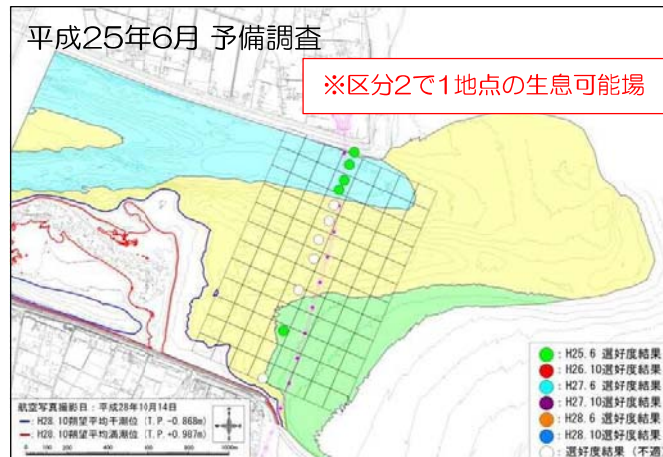 平成25年6月 予備調査
※区分2で1地点の生息可能場
: H25.6 選好度結果
: H26.10選好度結果
: H27.6 選好度結果
: H27.10選好度結果
: H28.6 選好度結果
: H28.10選好度結果
: 選好度結果 (不適
航空写真撮影日：平成28年10月14日
: H28.10朔望平均干潮位 (T.P.-0.868m)
: H28.10朔望平均満潮位 (T.P.+0.987m)